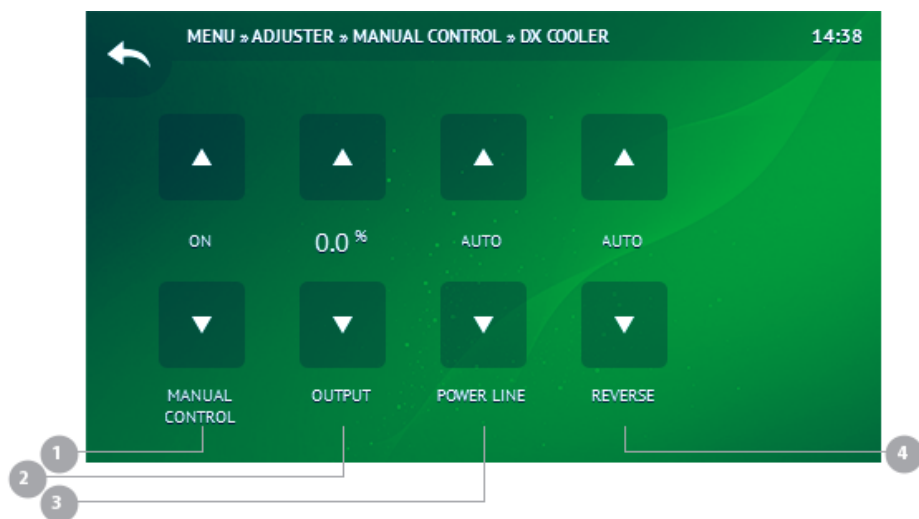 MENU » ADJUSTER » MANUAL CONTROL » DX COOLER 14:38
ON 0.0 % AUTO AUTO
MANUAL CONTROL OUTPUT POWER LINE REVERSE
1
2
3
4